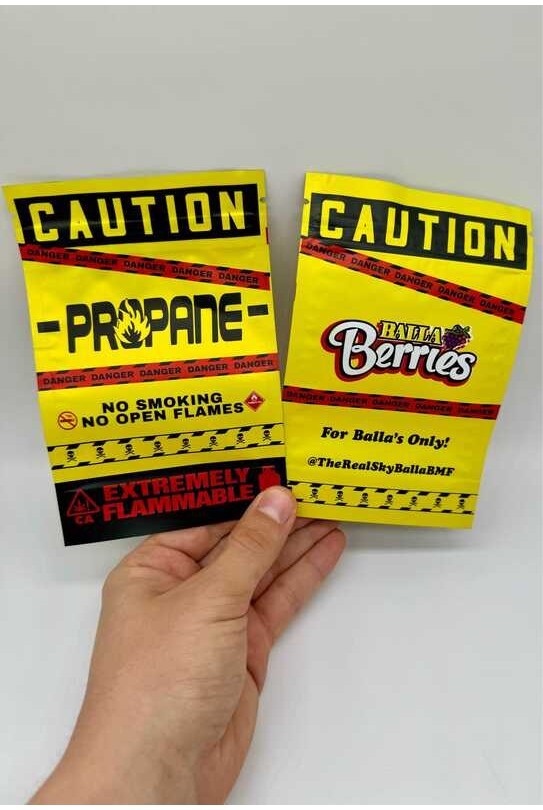 CAUTION
DANGER DANGER DANGER DANGER DANGER
-PROPANE-
DANGER DANGER DANGER DANGER DANGER
NO SMOKING
NO OPEN FLAMES
CA
EXTREMELY
FLAMMABLE
CAUTION
DANGER DANGER DANGER DANGER DANGER
BALLA
Berries
DANGER DANGER DANGER DANGER DANGER
For Balla's Only!
@TheRealSkyBallaBMF